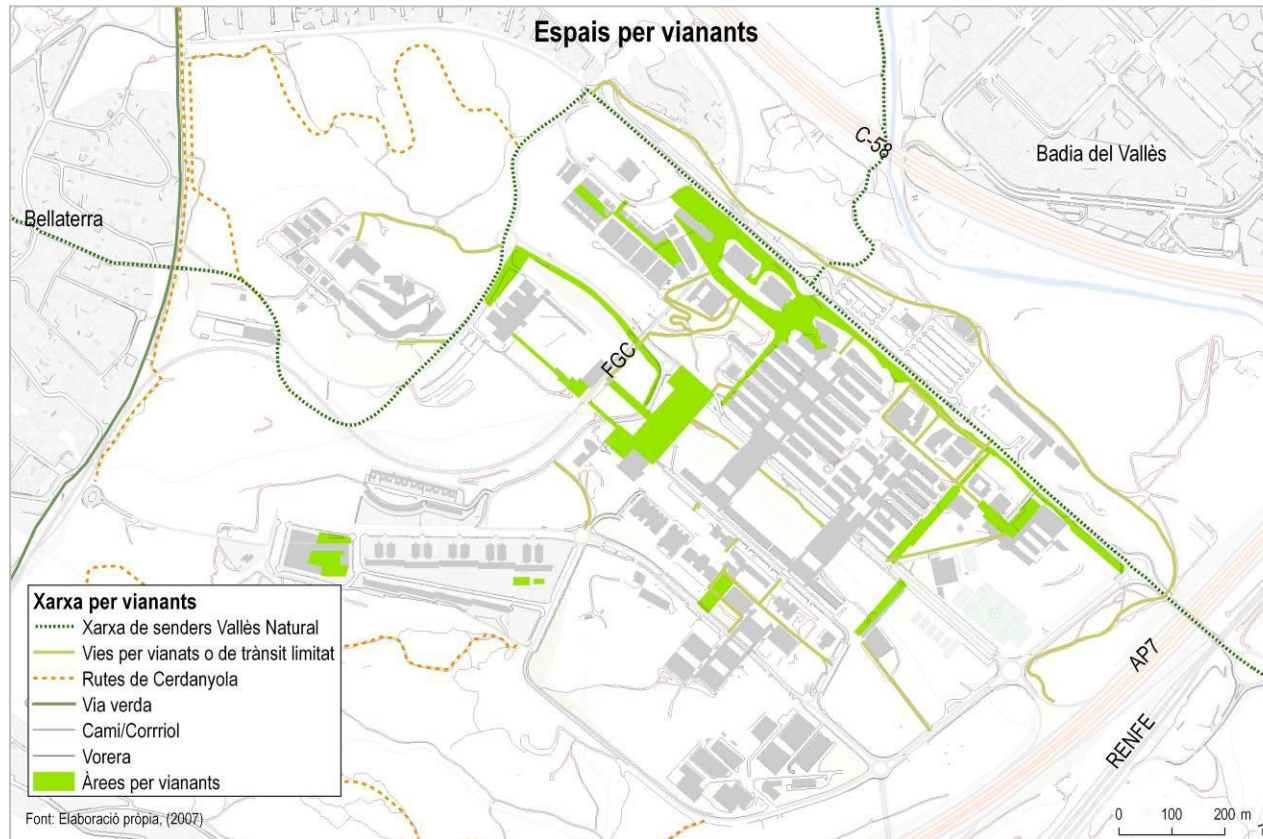 Espais per vianants
C-58
Badia del Vallès
Bellaterra
FGC
AP7
RENFE
Xarxa per vianants
Xarxa de senders Vallès Natural
Vies per vianats o de trànsit limitat
Rutes de Cerdanyola
Via verda
Cami/Corrriol
Vorera
Àrees per vianants
Font: Elaboració pròpia, (2007)
0 100 200 m